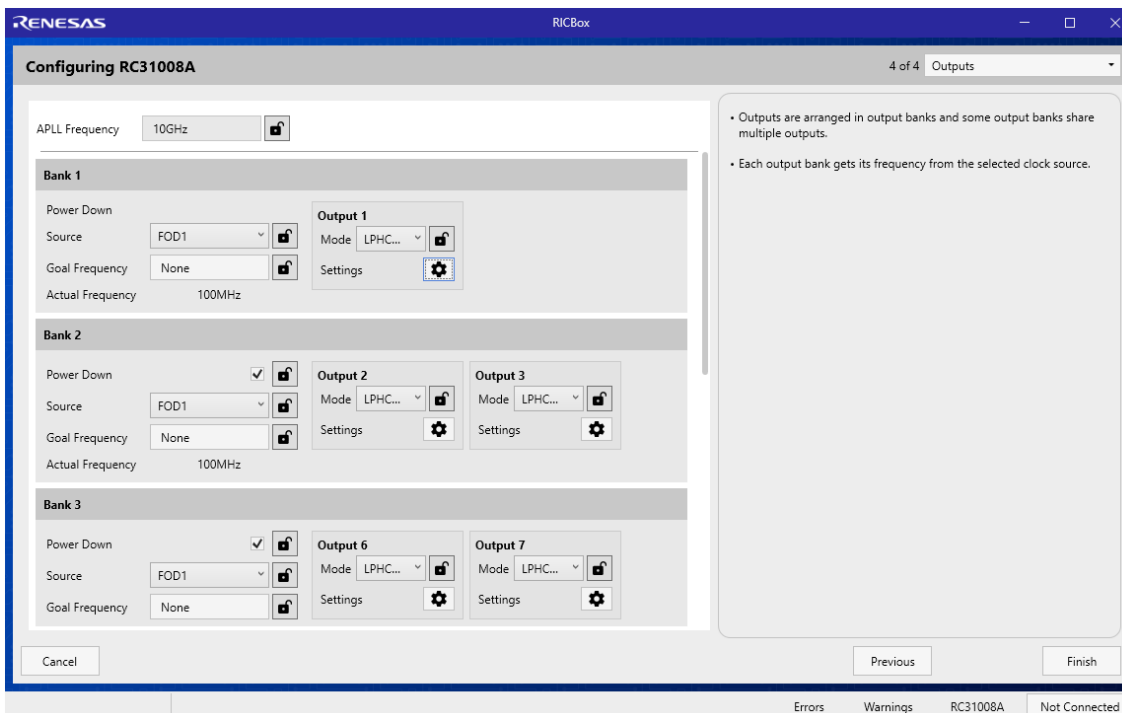 RENESAS
RICBox
Configuring RC31008A
4 of 4 Outputs
APLL Frequency 10GHz
Bank 1
Power Down
Source FOD1
Goal Frequency None
Actual Frequency 100MHz
Output 1
Mode LPHC...
Settings
Bank 2
Power Down
Source FOD1
Goal Frequency None
Actual Frequency 100MHz
Output 2
Mode LPHC...
Settings
Output 3
Mode LPHC...
Settings
Bank 3
Power Down
Source FOD1
Goal Frequency None
Output 6
Mode LPHC...
Settings
Output 7
Mode LPHC...
Settings
• Outputs are arranged in output banks and some output banks share
multiple outputs.
• Each output bank gets its frequency from the selected clock source.
Cancel
Previous
Finish
Errors Warnings RC31008A Not Connected